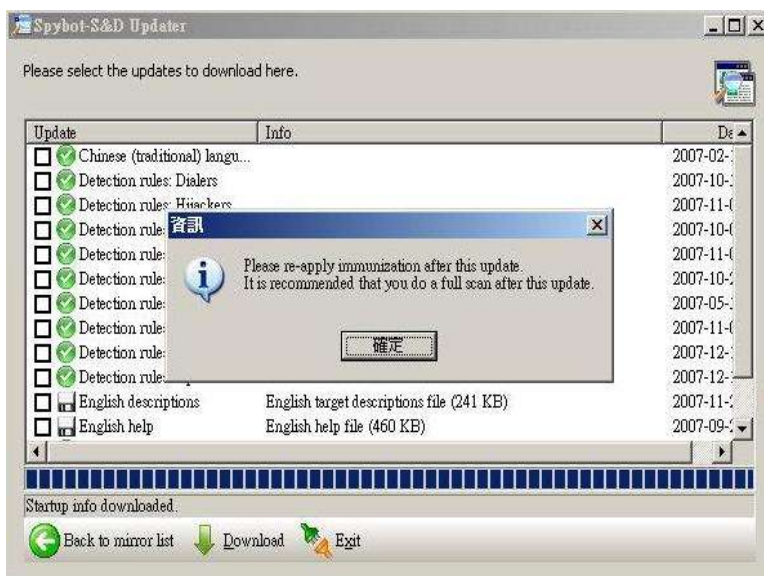 Spybot-S&D Updater
Please select the updates to download here.
Update Info
Chinese (traditional) langu... 2007-02-
Detection rules: Dialers 2007-10-
Detection rules: Hijackers 2007-11-
Detection rule 2007-10-
Detection rule 2007-11-
Detection rule 2007-10-
Detection rule 2007-05-
Detection rule 2007-11-
Detection rule 2007-12-
Detection rule 2007-12-
English descriptions English target descriptions file (241 KB) 2007-11-
English help English help file (460 KB) 2007-09-
資訊
Please re-apply immunization after this update.
It is recommended that you do a full scan after this update.
確定
Startup info downloaded.
Back to mirror list Download Exit